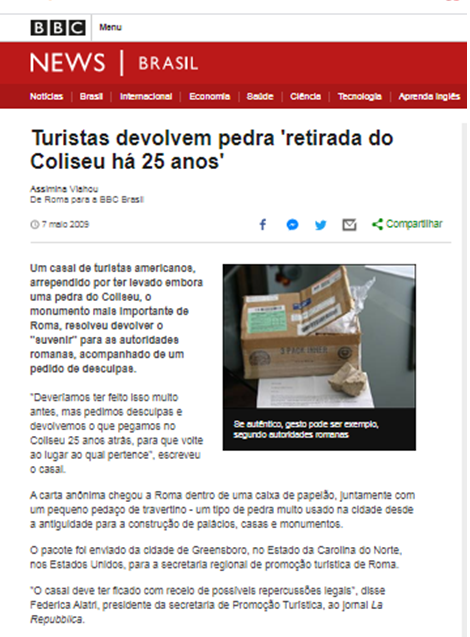 BBC Menu
NEWS | BRASIL
Notícias | Brasil | Internacional | Economia | Saúde | Ciência | Tecnologia | Aprenda Inglês
Turistas devolvem pedra 'retirada do
Coliseu há 25 anos'
Assimina Vlahou
De Roma para a BBC Brasil
7 maio 2009
Compartilhar
Um casal de turistas americanos,
arrependido por ter levado embora
uma pedra do Coliseu, o
monumento mais importante de
Roma, resolveu devolver o
"suvenir" para as autoridades
romanas, acompanhado de um
pedido de desculpas.
Se autêntico, gesto pode ser exemplo,
segundo autoridades romanas
"Deveríamos ter feito isso muito
antes, mas pedimos desculpas e
devolvemos o que pegamos no
Coliseu 25 anos atrás, para que volte
ao lugar ao qual pertence", escreveu
o casal.
A carta anônima chegou a Roma dentro de uma caixa de papelão, juntamente com
um pequeno pedaço de travertino - um tipo de pedra muito usado na cidade desde
a antiguidade para a construção de palácios, casas e monumentos.
O pacote foi enviado da cidade de Greensboro, no Estado da Carolina do Norte,
nos Estados Unidos, para a secretaria regional de promoção turística de Roma.
"O casal deve ter ficado com receio de possíveis repercussões legais", disse
Federica Alatri, presidente da secretaria de Promoção Turística, ao jornal La
Repubblica.